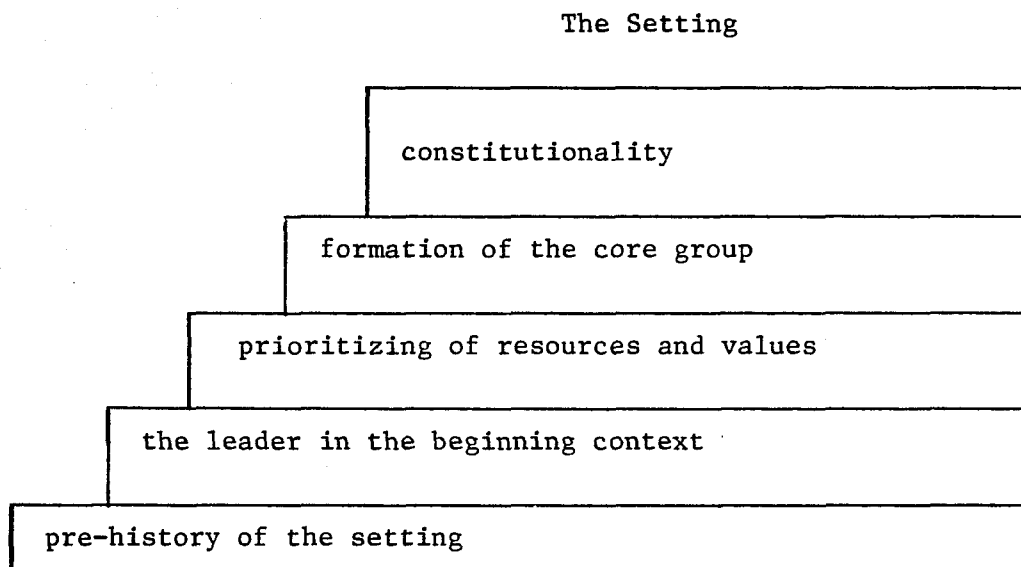 The Setting
constitutionality
formation of the core group
prioritizing of resources and values
the leader in the beginning context
pre-history of the setting